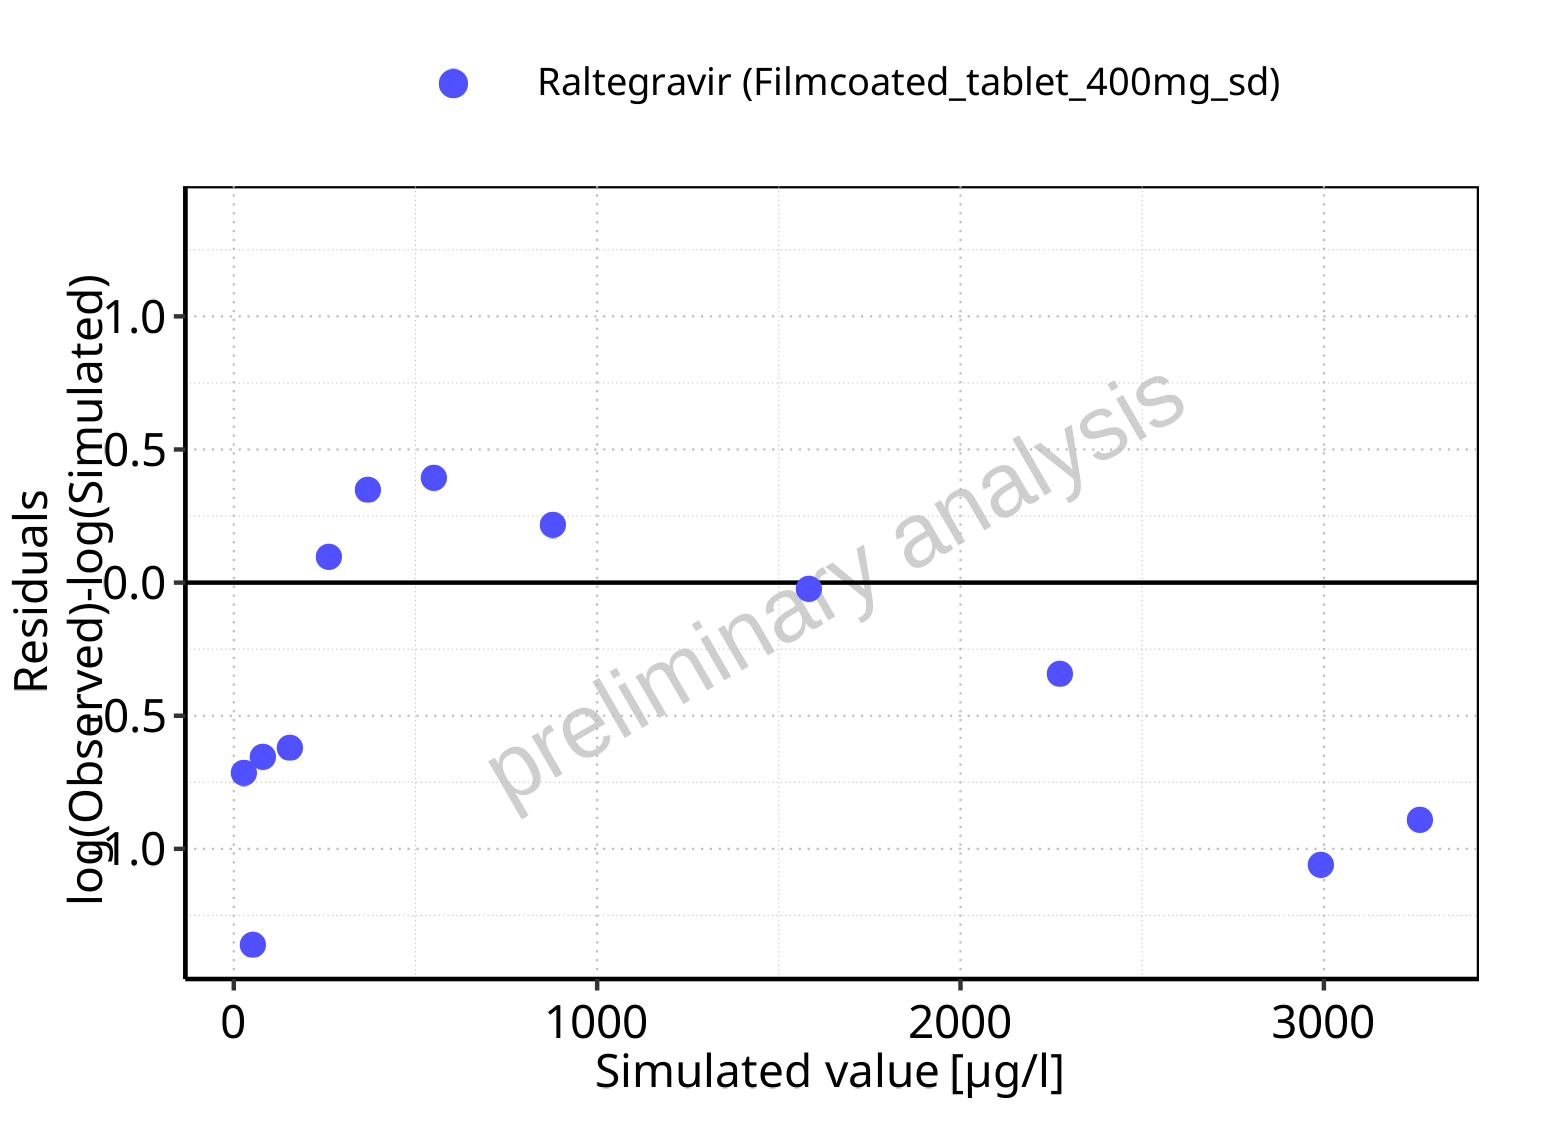 Raltegravir (Filmcoated_tablet_400mg_sd)
Residuals
log(Observed)-log(Simulated)
1.0
0.5
0.0
-0.5
-1.0
preliminary analysis
0 1000 2000 3000
Simulated value [µg/l]